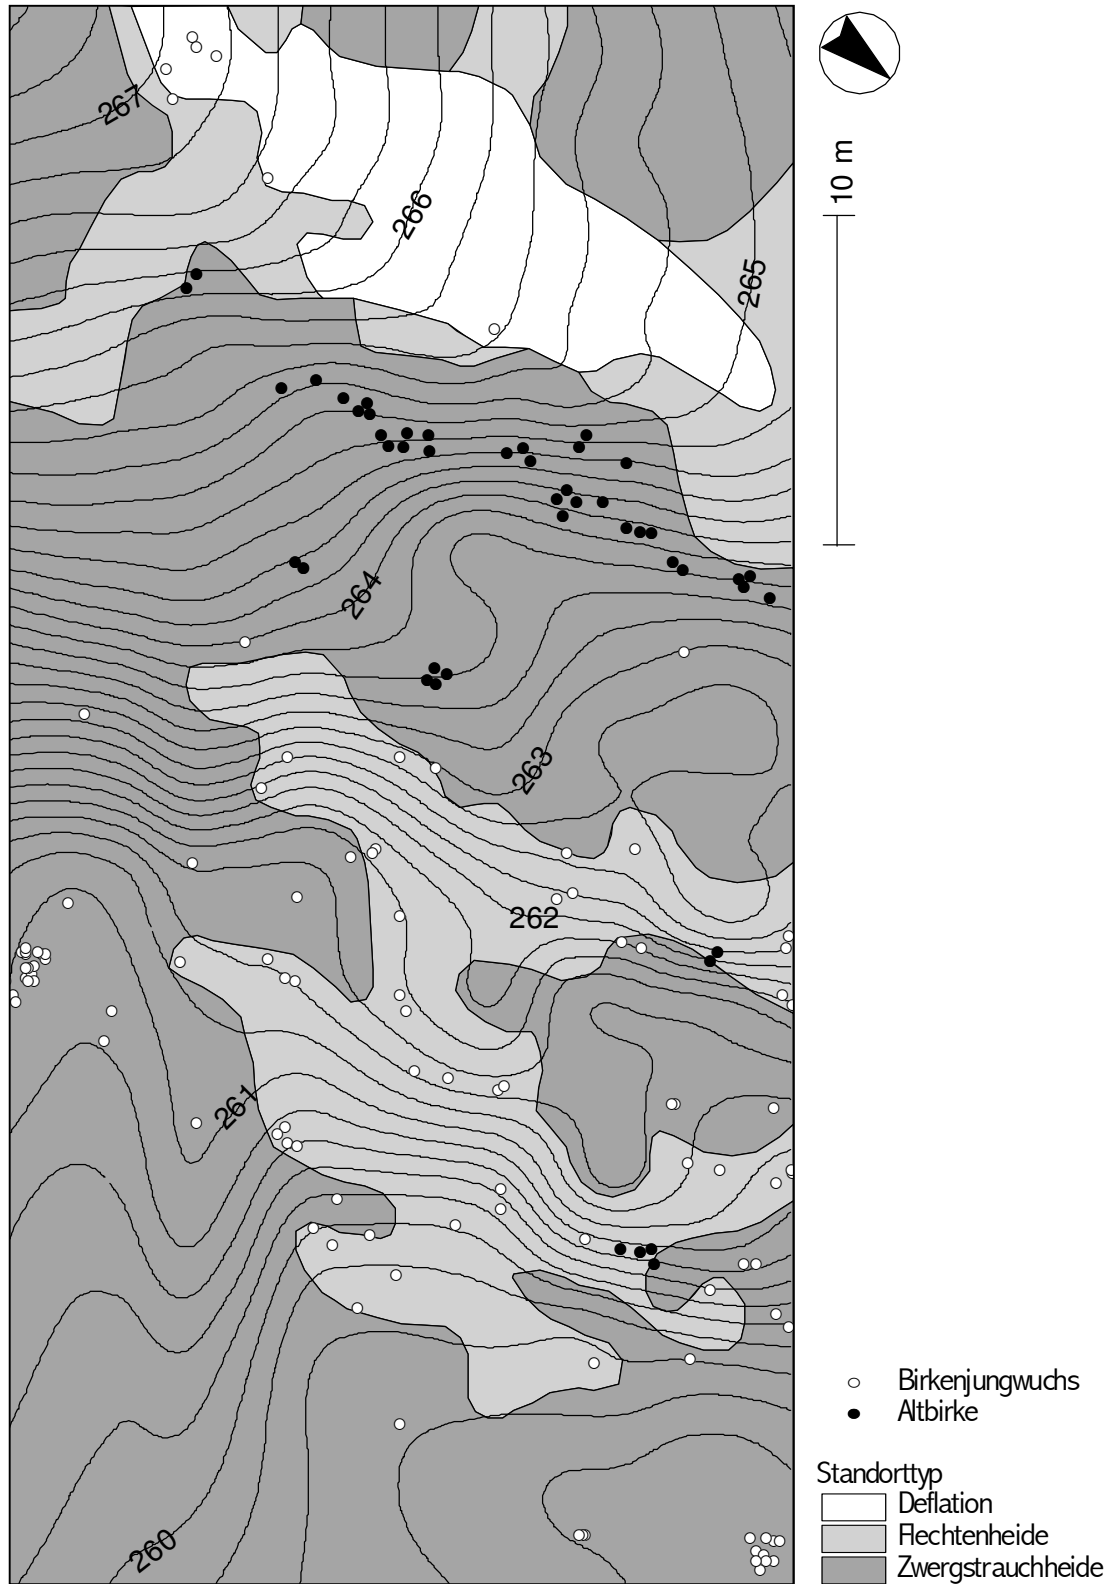 267
266
10 m
265
264
263
262
261
260
Birkenjungwuchs
Altbirke
Standorttyp
Deflation
Flechtenheide
Zwergstrauchheide